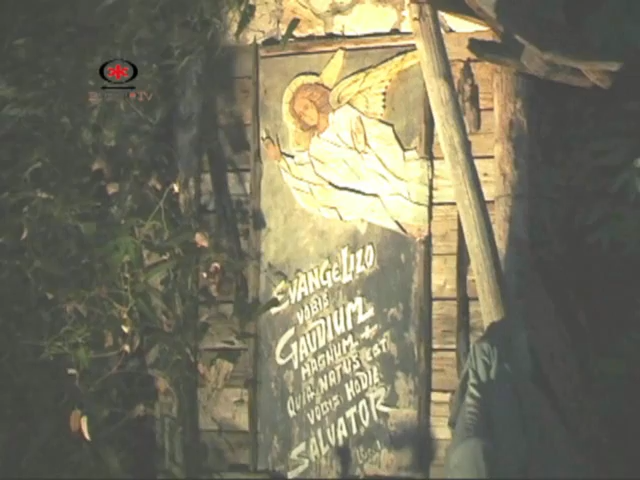 EVANGELIZO
VOBIS
GAUDIUM
MAGNUM +
QUIA NATUS EST
VOBIS HODIE
SALVATOR